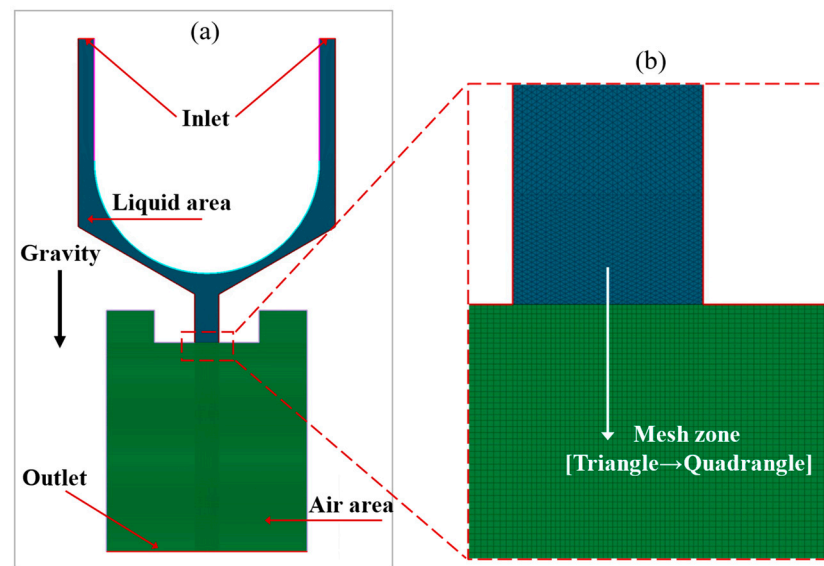 (a)
(b)
Inlet
Liquid area
Gravity
Mesh zone
[Triangle→Quadrangle]
Outlet
Air area